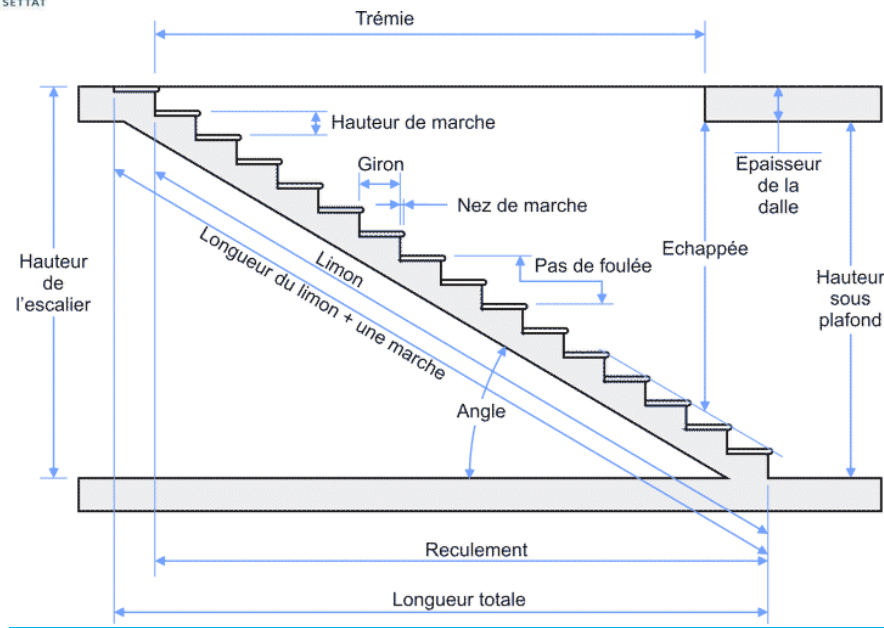 SETTAT
Trémie
Hauteur de marche
Giron
Epaisseur
de la
dalle
Nez de marche
Echappée
Hauteur
de
l'escalier
Limon
Longueur du limon + une marche
Pas de foulée
Hauteur
sous
plafond
Angle
Reculement
Longueur totale